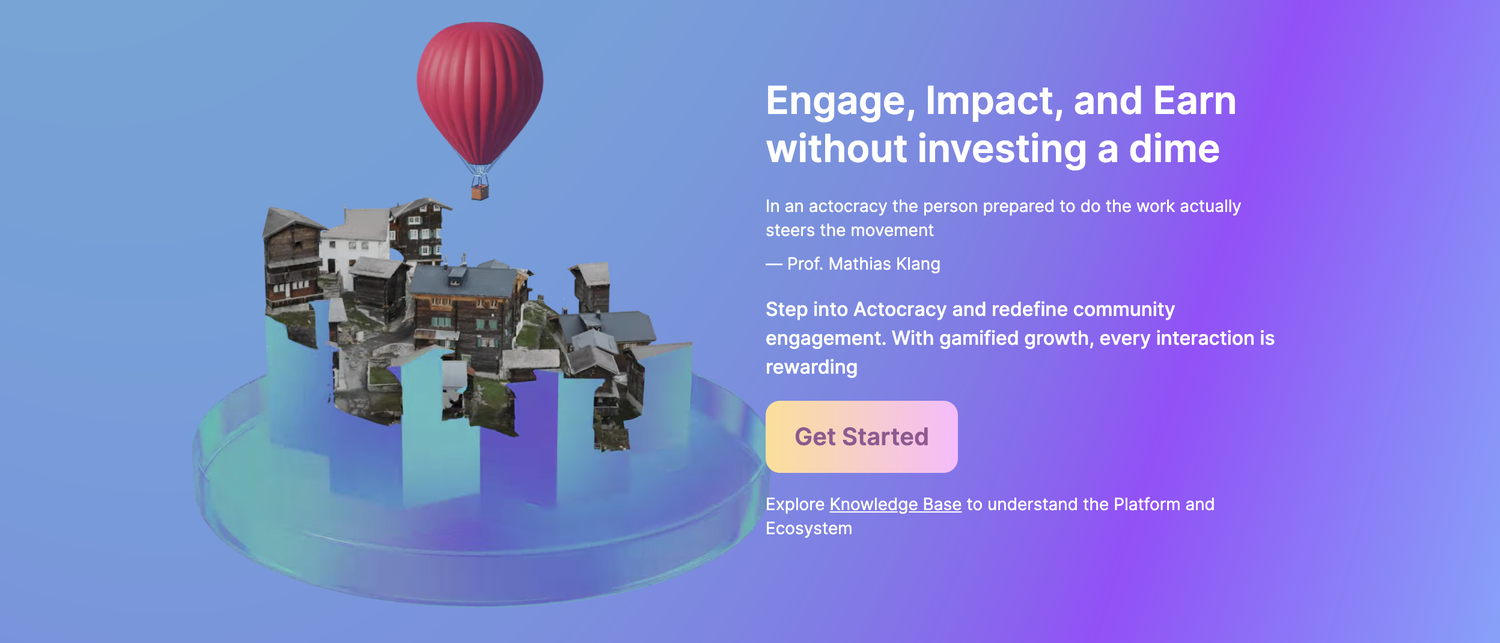 Engage, Impact, and Earn
without investing a dime
In an actocracy the person prepared to do the work actually
steers the movement
— Prof. Mathias Klang
Step into Actocracy and redefine community
engagement. With gamified growth, every interaction is
rewarding
Get Started
Explore Knowledge Base to understand the Platform and
Ecosystem